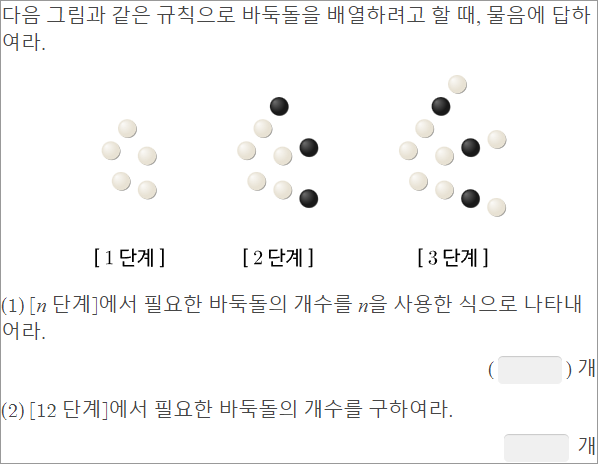 다음 그림과 같은 규칙으로 바둑돌을 배열하려고 할 때, 물음에 답하
여라.
[ 1 단계 ] [ 2 단계 ] [ 3 단계 ]
(1) [n 단계]에서 필요한 바둑돌의 개수를 n을 사용한 식으로 나타내
어라.
( ) 개
(2) [12 단계]에서 필요한 바둑돌의 개수를 구하여라.
개